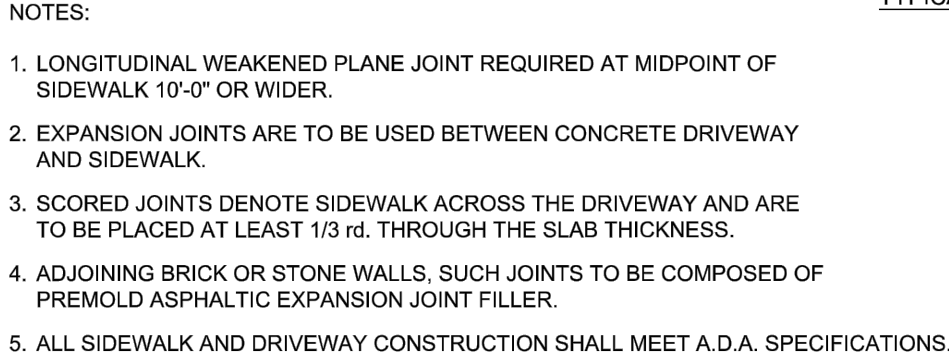 NOTES:
1. LONGITUDINAL WEAKENED PLANE JOINT REQUIRED AT MIDPOINT OF
SIDEWALK 10'-0" OR WIDER.
2. EXPANSION JOINTS ARE TO BE USED BETWEEN CONCRETE DRIVEWAY
AND SIDEWALK.
3. SCORED JOINTS DENOTE SIDEWALK ACROSS THE DRIVEWAY AND ARE
TO BE PLACED AT LEAST 1/3 rd. THROUGH THE SLAB THICKNESS.
4. ADJOINING BRICK OR STONE WALLS, SUCH JOINTS TO BE COMPOSED OF
PREMOLD ASPHALTIC EXPANSION JOINT FILLER.
5. ALL SIDEWALK AND DRIVEWAY CONSTRUCTION SHALL MEET A.D.A. SPECIFICATIONS